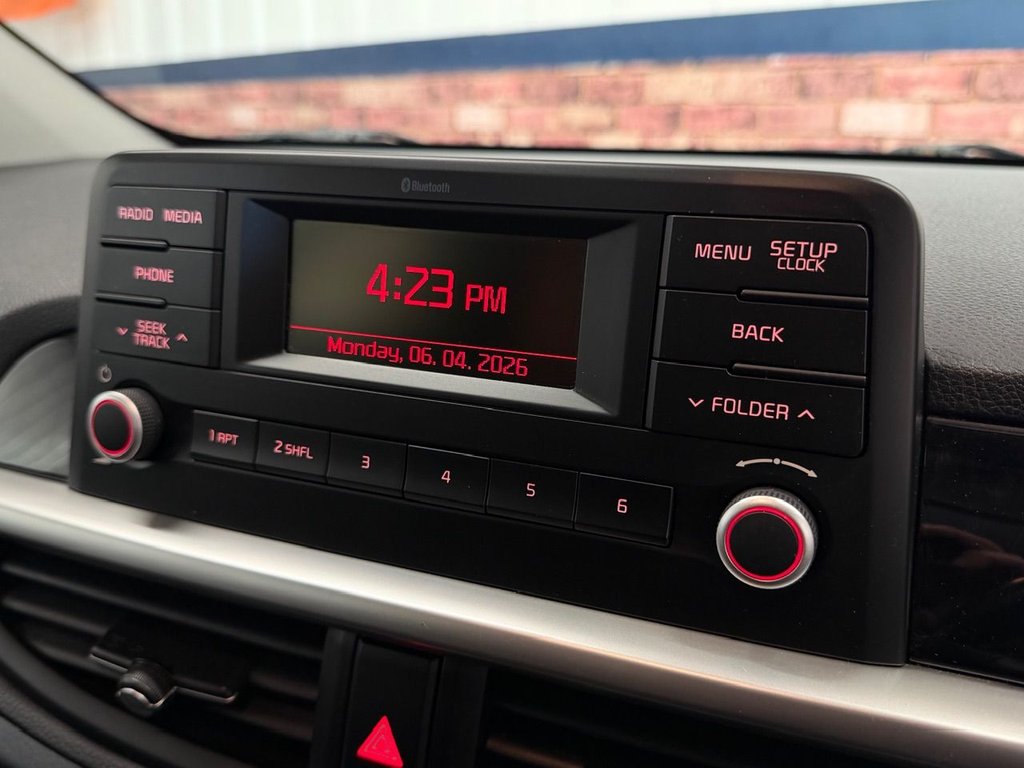 Bluetooth
RADIO MEDIA
PHONE
SEEK
TRACK
4:23 PM
Monday, 06. 04. 2026
MENU
SETUP
CLOCK
BACK
FOLDER
1 RPT
2 SHFL
3
4
5
6